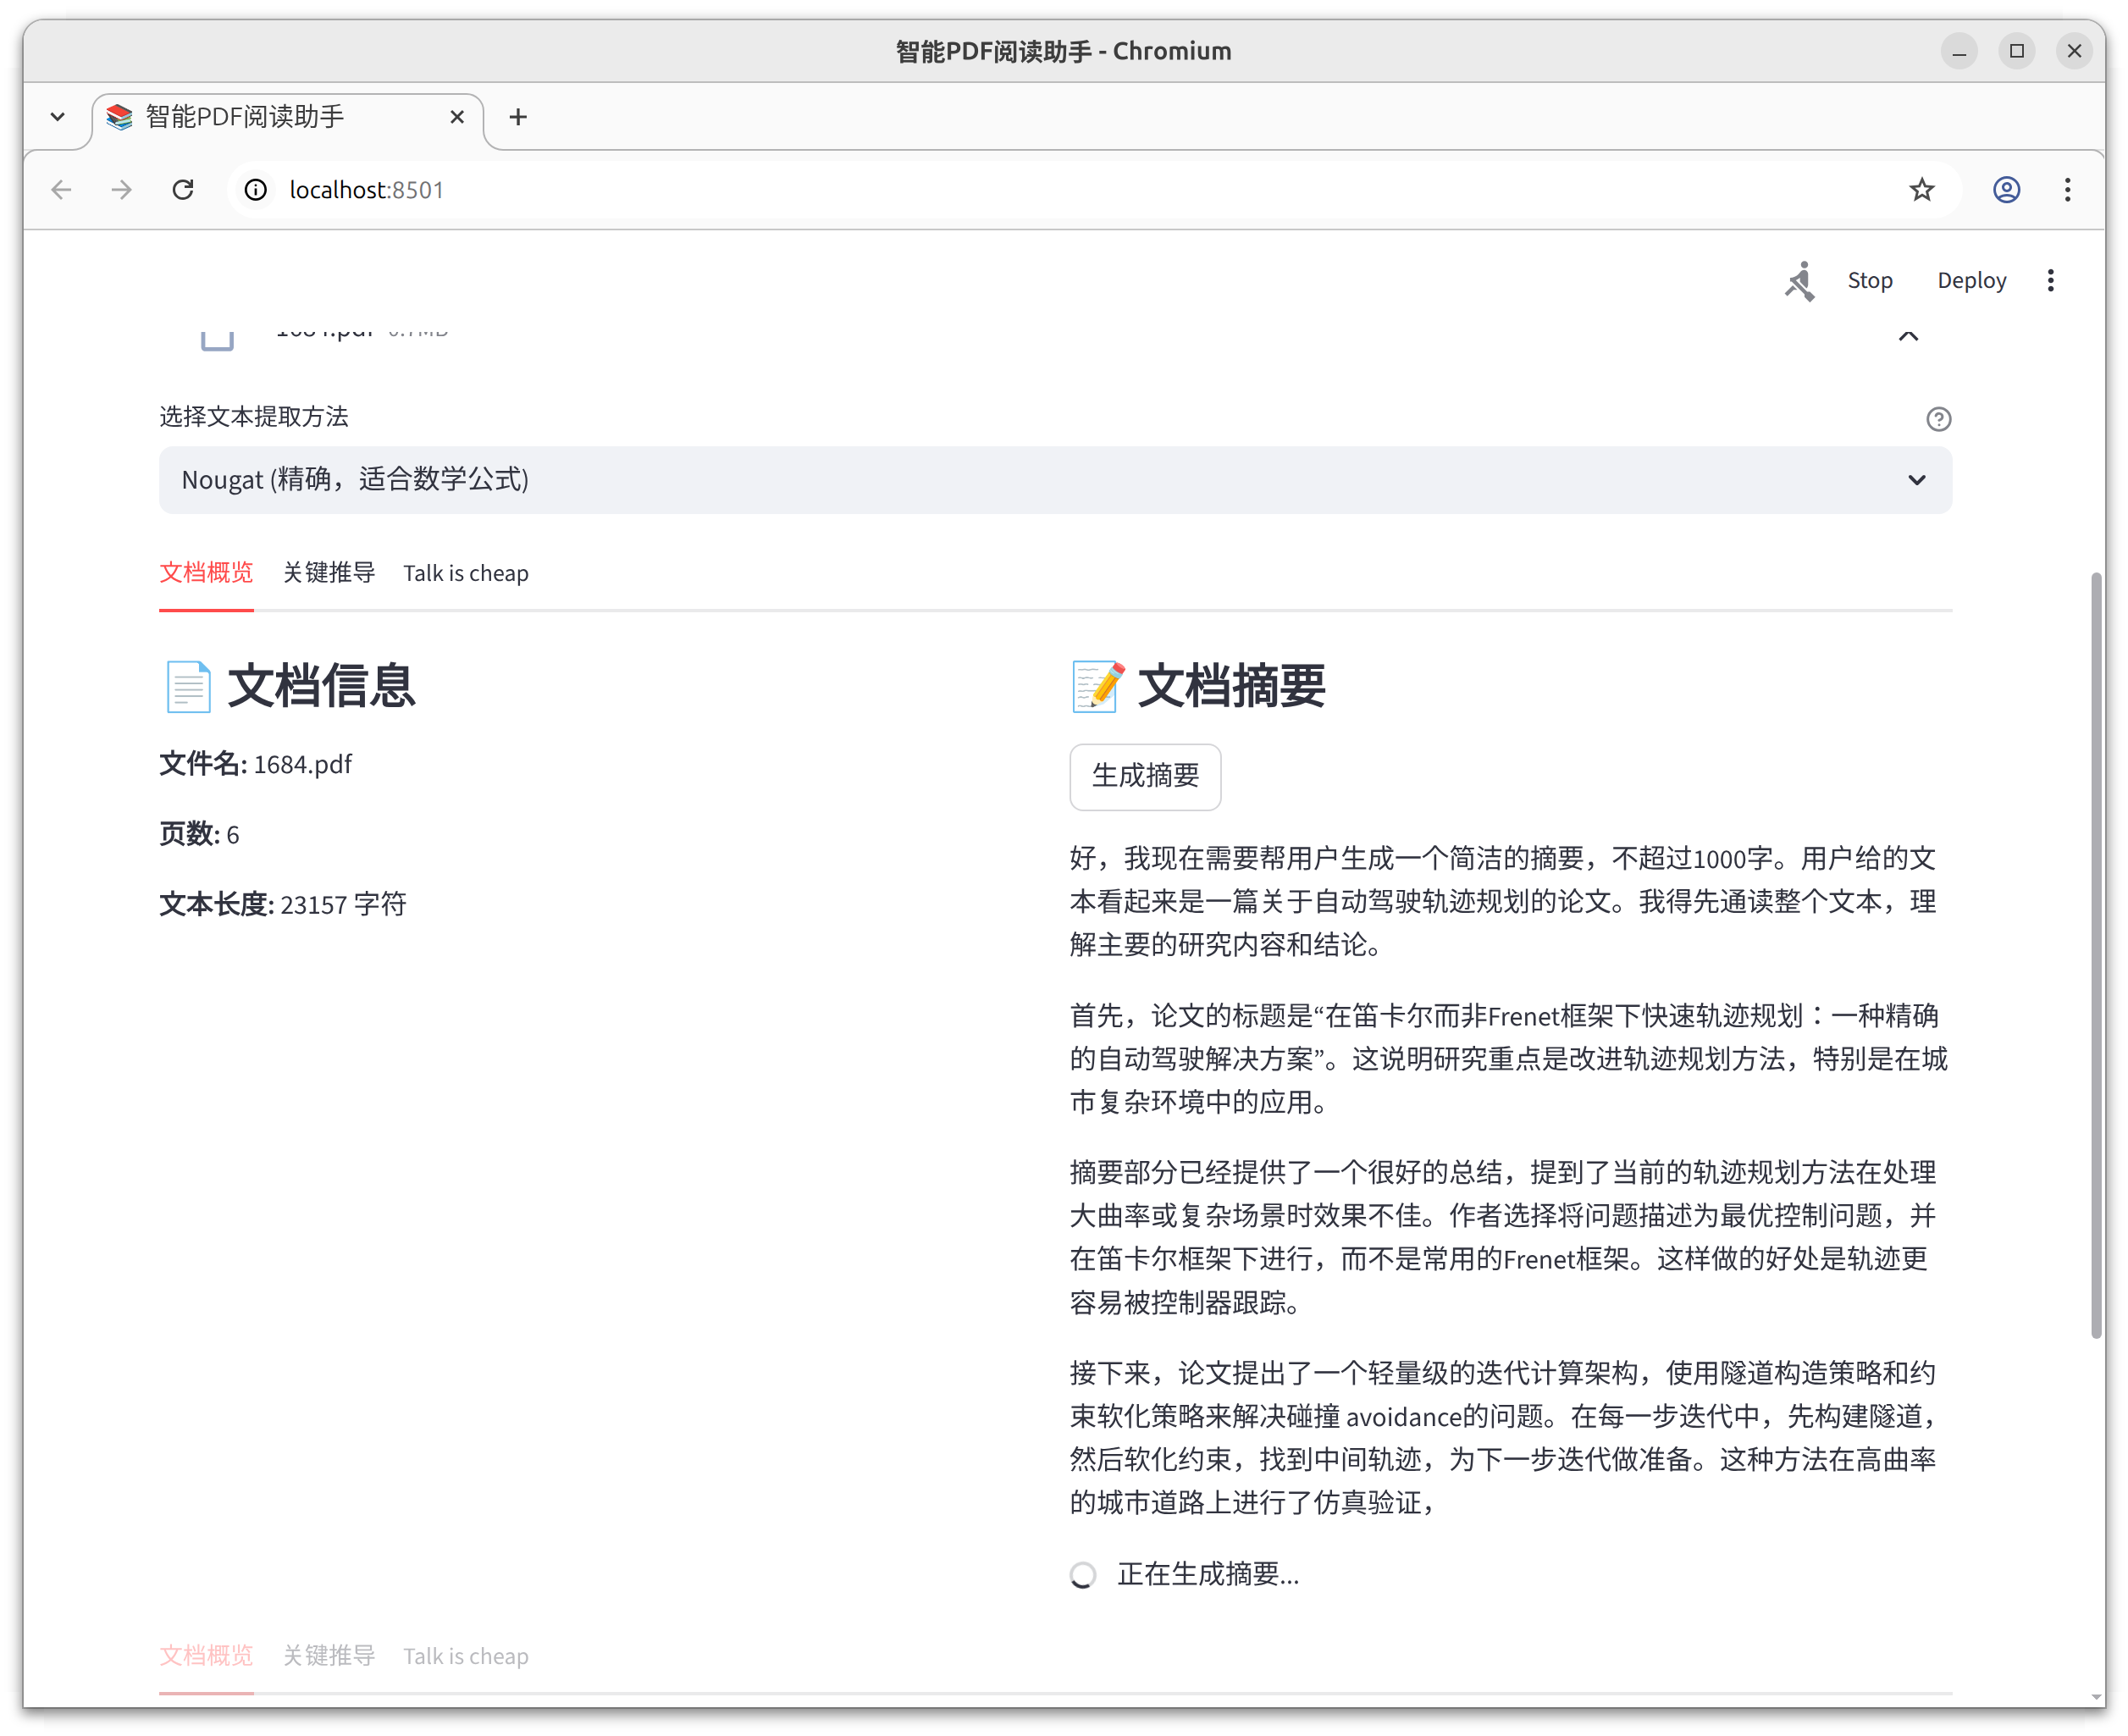 智能PDF阅读助手 - Chromium
智能PDF阅读助手
localhost:8501
Stop Deploy
1684.pdf 0.1MB
选择文本提取方法
Nougat (精确，适合数学公式)
文档概览 关键推导 Talk is cheap
文档信息
文件名: 1684.pdf
页数: 6
文本长度: 23157 字符
文档摘要
生成摘要
好，我现在需要帮用户生成一个简洁的摘要，不超过1000字。用户给的文
本看起来是一篇关于自动驾驶轨迹规划的论文。我得先通读整个文本，理
解主要的研究内容和结论。
首先，论文的标题是“在笛卡尔而非Frenet框架下快速轨迹规划：一种精确
的自动驾驶解决方案”。这说明研究重点是改进轨迹规划方法，特别是在城
市复杂环境中的应用。
摘要部分已经提供了一个很好的总结，提到了当前的轨迹规划方法在处理
大曲率或复杂场景时效果不佳。作者选择将问题描述为最优控制问题，并
在笛卡尔框架下进行，而不是常用的Frenet框架。这样做的好处是轨迹更
容易被控制器跟踪。
接下来，论文提出了一个轻量级的迭代计算架构，使用隧道构造策略和约
束软化策略来解决碰撞 avoidance的问题。在每一步迭代中，先构建隧道，
然后软化约束，找到中间轨迹，为下一步迭代做准备。这种方法在高曲率
的城市道路上进行了仿真验证，
正在生成摘要...
文档概览 关键推导 Talk is cheap